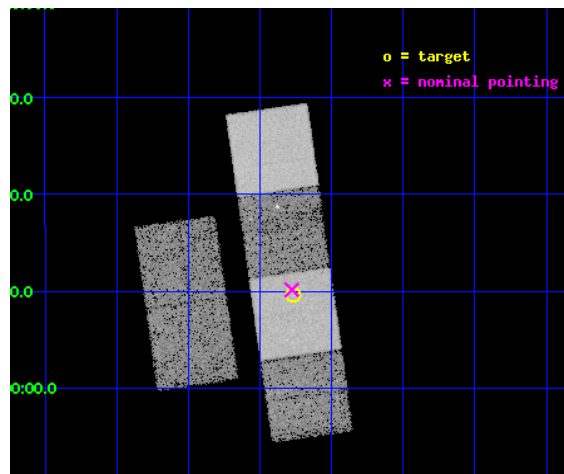 o = target
x = nominal pointing
0.0
0.0
0.0
0:00.0